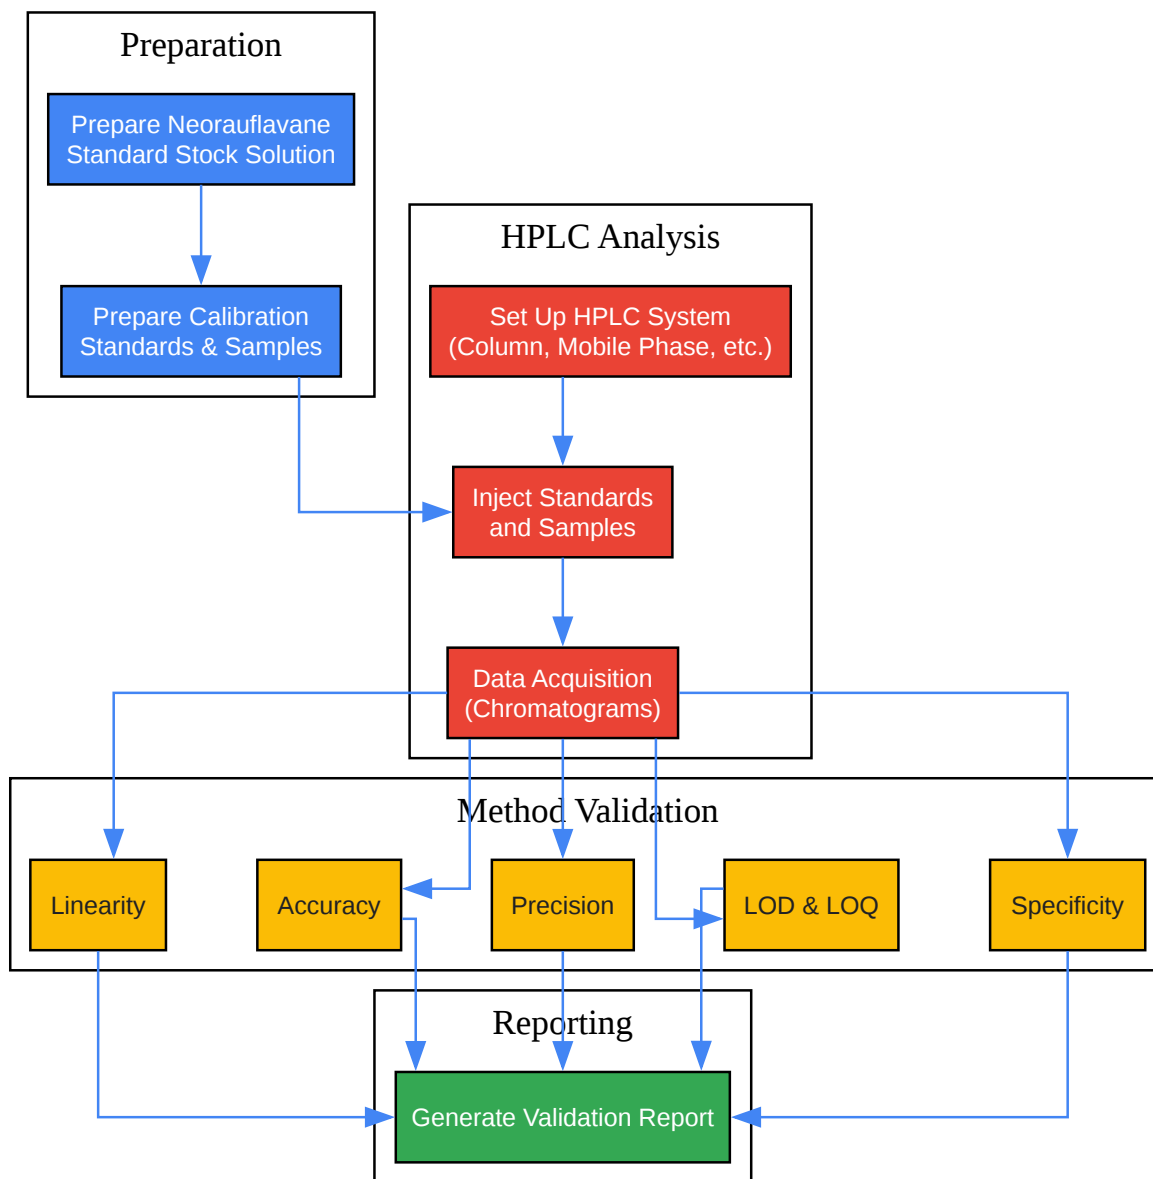 Preparation
Prepare Neorauflavane
Standard Stock Solution
Prepare Calibration
Standards & Samples
HPLC Analysis
Set Up HPLC System
(Column, Mobile Phase, etc.)
Inject Standards
and Samples
Data Acquisition
(Chromatograms)
Method Validation
Linearity
Accuracy
Precision
LOD & LOQ
Specificity
Reporting
Generate Validation Report